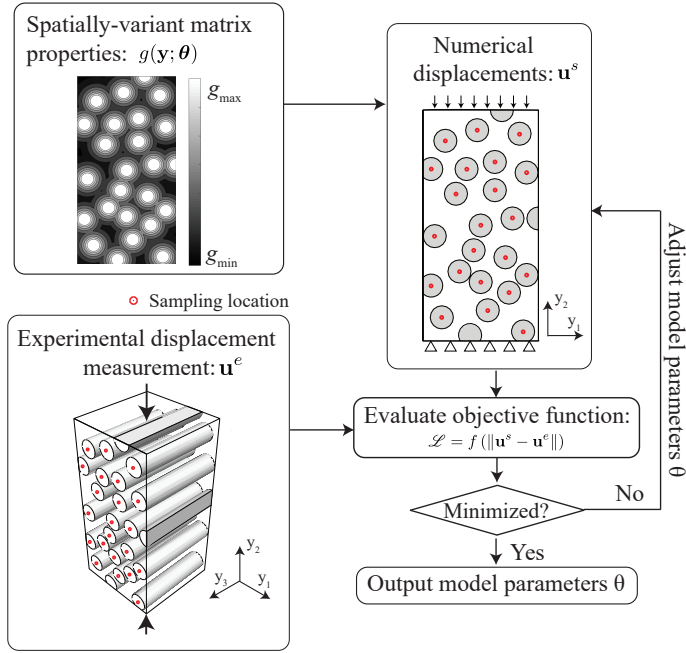 Spatially-variant matrix
properties: g(y; θ)
g_max
g_min
Numerical
displacements: u^s
y_2
y_1
Sampling location
Experimental displacement
measurement: u^e
y_2
y_3
y_1
Evaluate objective function:
ℒ = f (‖u^s − u^e‖)
Minimized?
No
Adjust model parameters θ
Yes
Output model parameters θ